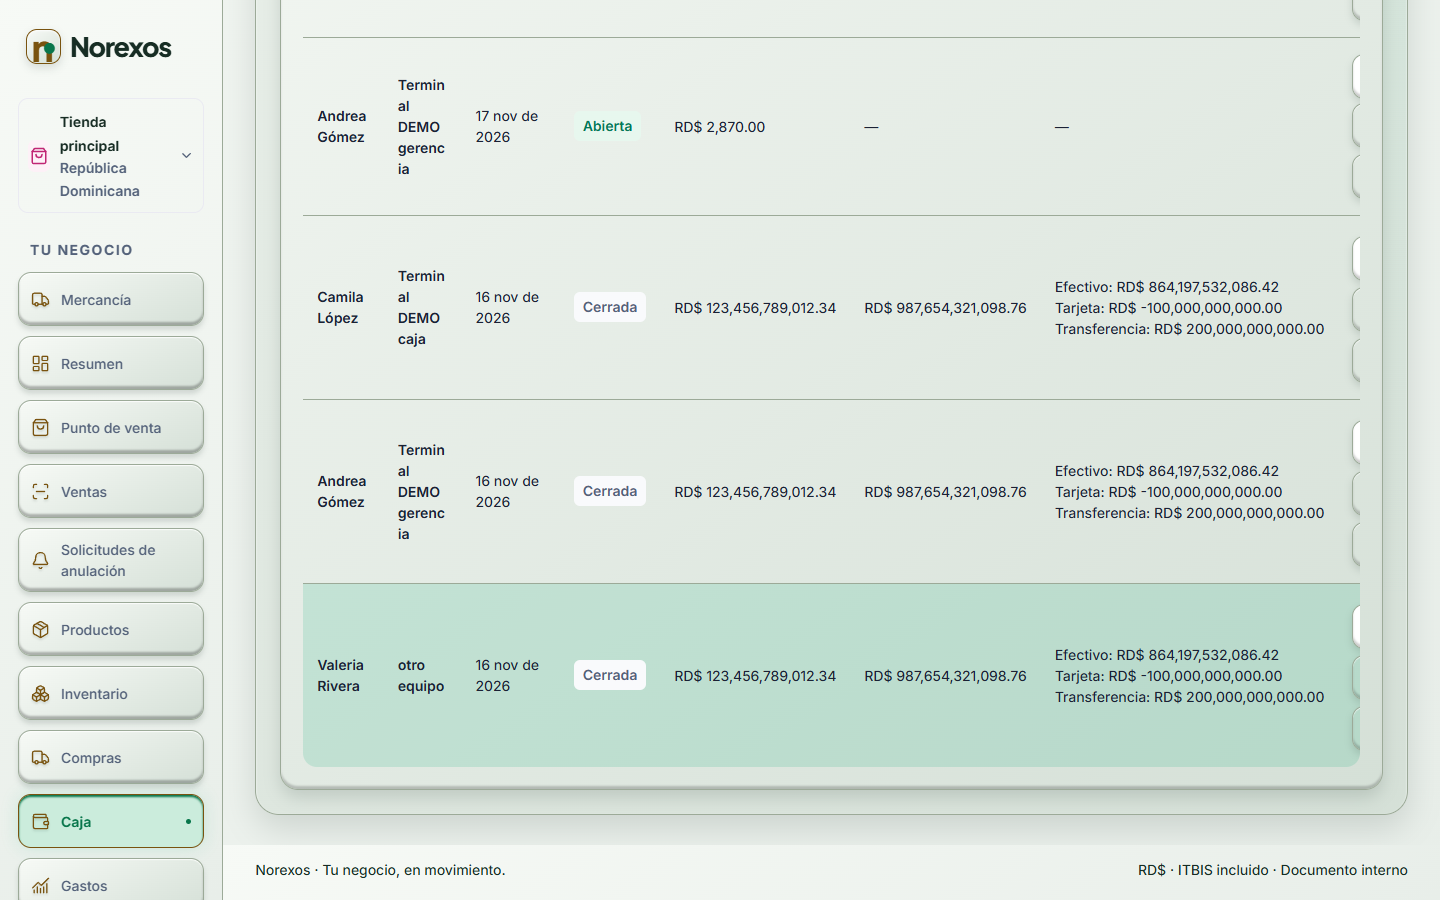 Norexos
Tienda
principal
República
Dominicana
TU NEGOCIO
Mercancía
Resumen
Punto de venta
Ventas
Solicitudes de
anulación
Productos
Inventario
Compras
Caja
Gastos
Andrea
Gómez
Termin
al
DEMO
gerenc
ia
17 nov de
2026
Abierta
RD$ 2,870.00
—
—
Camila
López
Termin
al
DEMO
caja
16 nov de
2026
Cerrada
RD$ 123,456,789,012.34
RD$ 987,654,321,098.76
Efectivo: RD$ 864,197,532,086.42
Tarjeta: RD$ -100,000,000,000.00
Transferencia: RD$ 200,000,000,000.00
Andrea
Gómez
Termin
al
DEMO
gerenc
ia
16 nov de
2026
Cerrada
RD$ 123,456,789,012.34
RD$ 987,654,321,098.76
Efectivo: RD$ 864,197,532,086.42
Tarjeta: RD$ -100,000,000,000.00
Transferencia: RD$ 200,000,000,000.00
Valeria
Rivera
otro
equipo
16 nov de
2026
Cerrada
RD$ 123,456,789,012.34
RD$ 987,654,321,098.76
Efectivo: RD$ 864,197,532,086.42
Tarjeta: RD$ -100,000,000,000.00
Transferencia: RD$ 200,000,000,000.00
Norexos · Tu negocio, en movimiento.
RD$ · ITBIS incluido · Documento interno